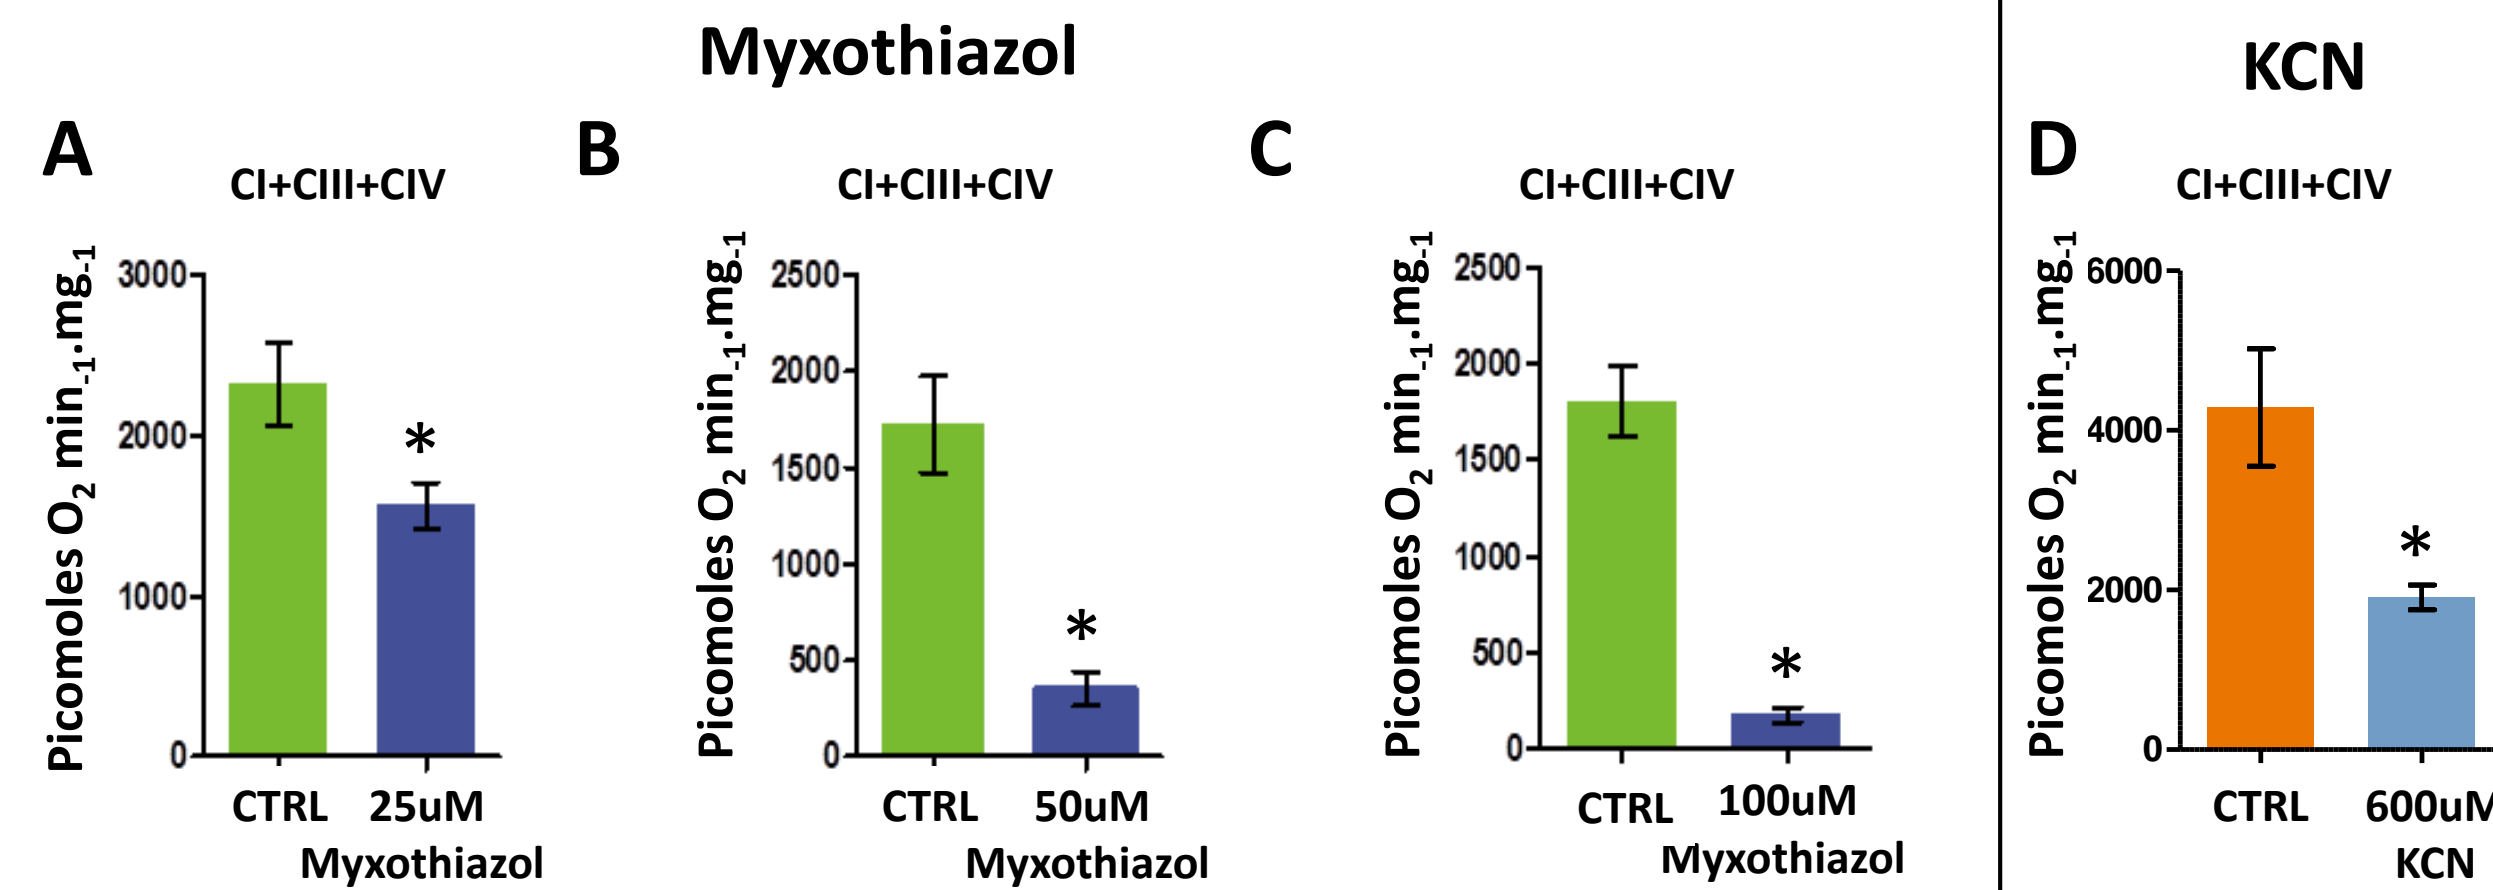 Myxothiazol
KCN
A
CI+CIII+CIV
Picomoles O₂ min₋₁.mg₋₁
3000
2000
1000
0
*
CTRL
25uM
Myxothiazol
B
CI+CIII+CIV
Picomoles O₂ min₋₁.mg₋₁
2500
2000
1500
1000
500
0
*
CTRL
50uM
Myxothiazol
C
CI+CIII+CIV
Picomoles O₂ min₋₁.mg₋₁
2500
2000
1500
1000
500
0
*
CTRL
100uM
Myxothiazol
D
CI+CIII+CIV
Picomoles O₂ min₋₁.mg₋₁
6000
4000
2000
0
*
CTRL
600uM
KCN